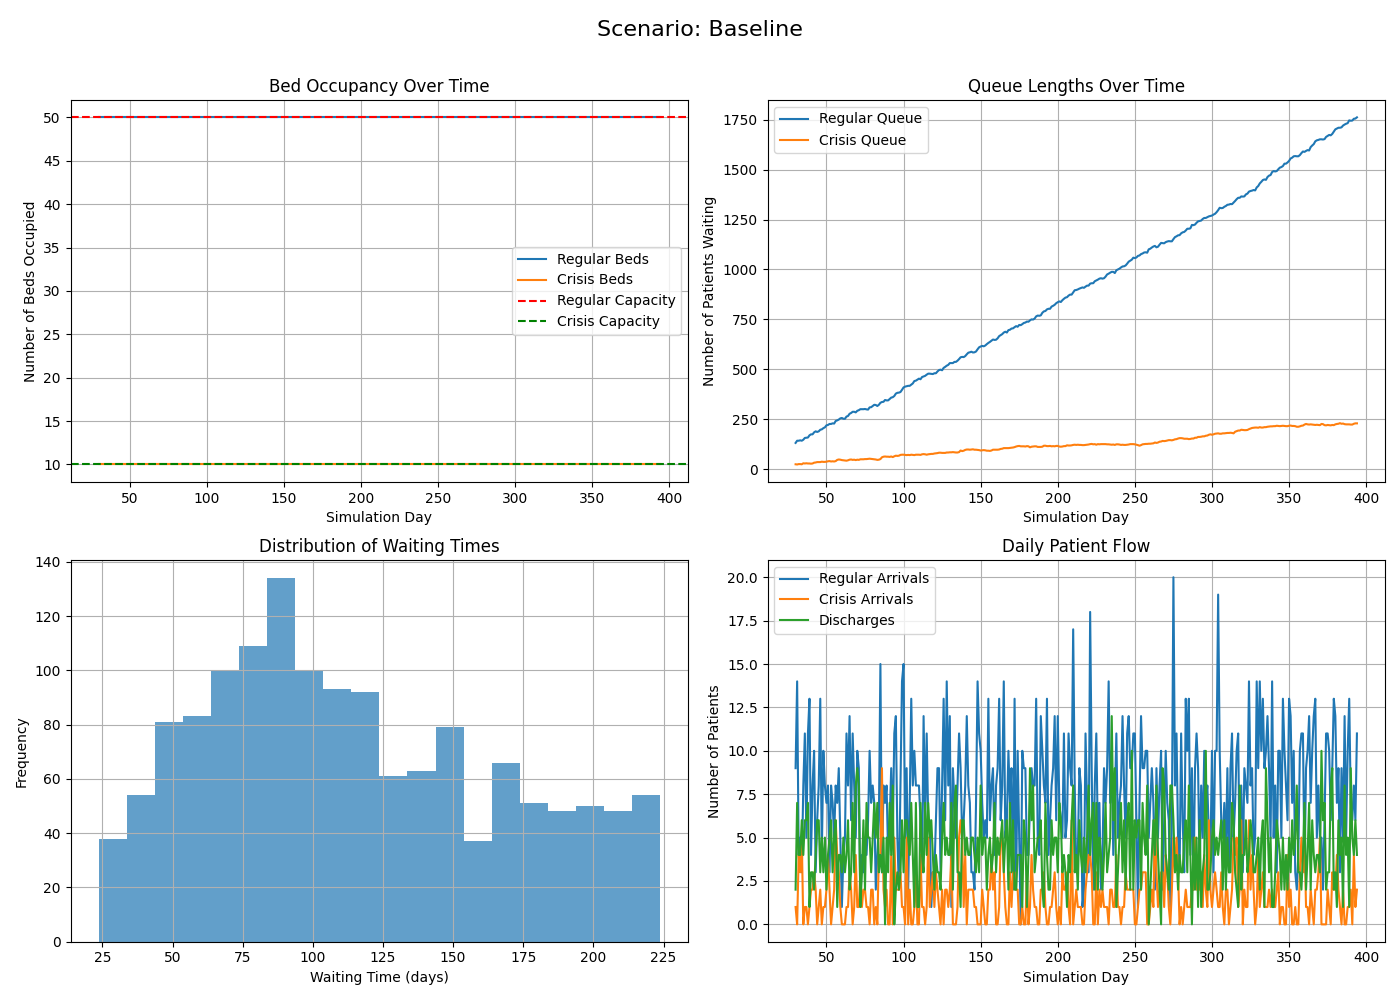 Scenario: Baseline
Bed Occupancy Over Time
Number of Beds Occupied
50
45
40
35
30
25
20
15
10
Regular Beds
Crisis Beds
Regular Capacity
Crisis Capacity
50 100 150 200 250 300 350 400
Simulation Day
Queue Lengths Over Time
Number of Patients Waiting
1750
1500
1250
1000
750
500
250
0
Regular Queue
Crisis Queue
50 100 150 200 250 300 350 400
Simulation Day
Distribution of Waiting Times
Frequency
140
120
100
80
60
40
20
0
25 50 75 100 125 150 175 200 225
Waiting Time (days)
Daily Patient Flow
Number of Patients
20.0
17.5
15.0
12.5
10.0
7.5
5.0
2.5
0.0
Regular Arrivals
Crisis Arrivals
Discharges
50 100 150 200 250 300 350 400
Simulation Day